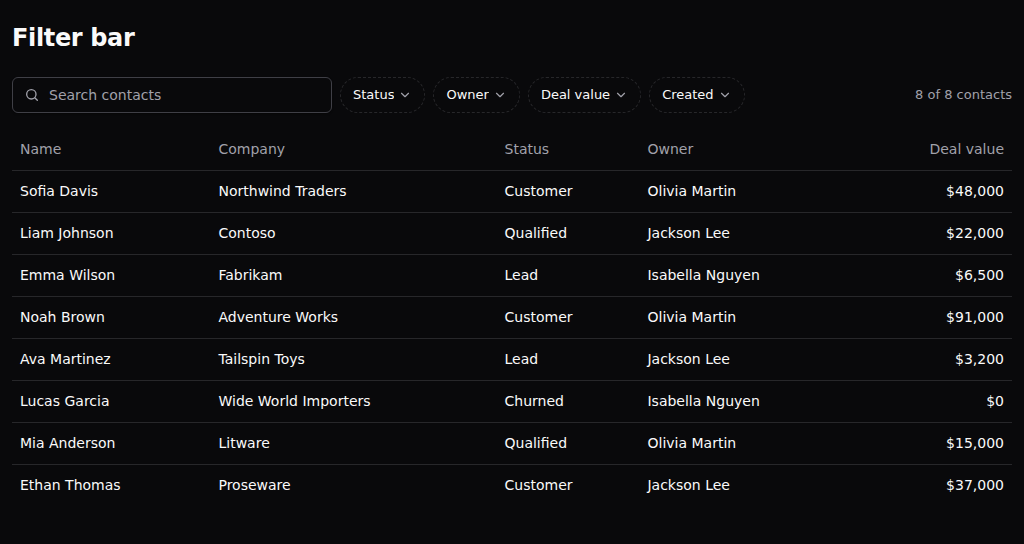 Filter bar
Search contacts Status Owner Deal value Created 8 of 8 contacts
Name Company Status Owner Deal value
Sofia Davis Northwind Traders Customer Olivia Martin $48,000
Liam Johnson Contoso Qualified Jackson Lee $22,000
Emma Wilson Fabrikam Lead Isabella Nguyen $6,500
Noah Brown Adventure Works Customer Olivia Martin $91,000
Ava Martinez Tailspin Toys Lead Jackson Lee $3,200
Lucas Garcia Wide World Importers Churned Isabella Nguyen $0
Mia Anderson Litware Qualified Olivia Martin $15,000
Ethan Thomas Proseware Customer Jackson Lee $37,000